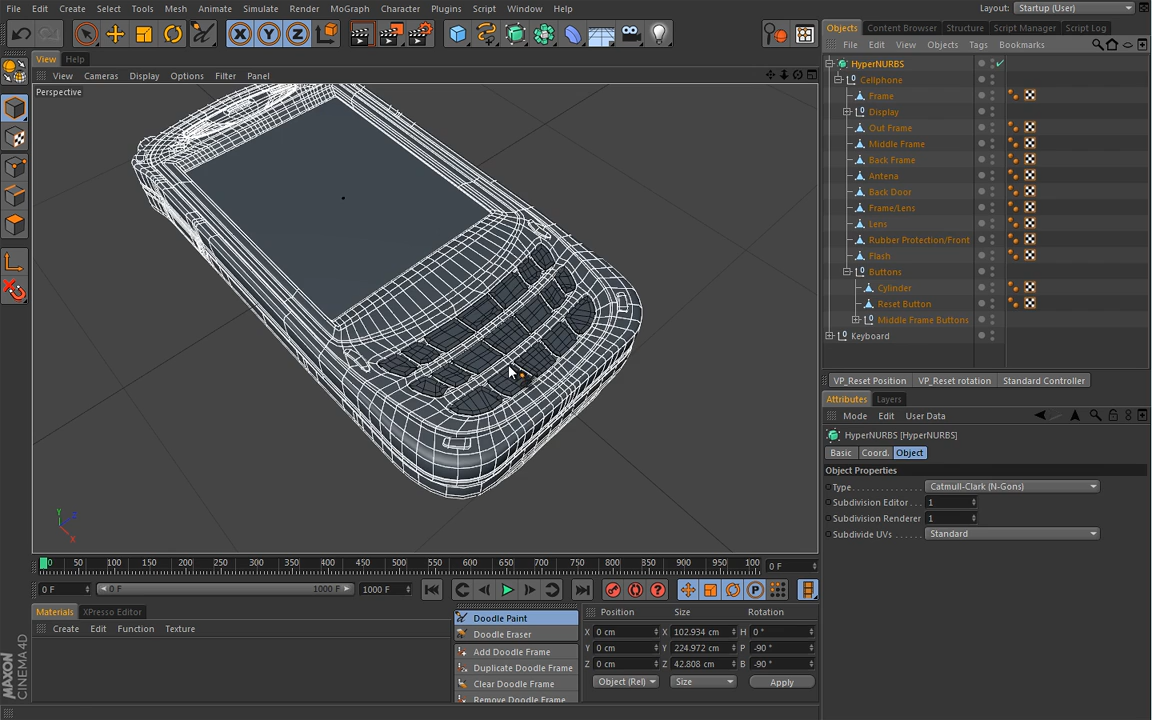 File Edit Create Select Tools Mesh Animate Simulate Render MoGraph Character Plugins Script Window Help
Layout: Startup (User)
View Help
View Cameras Display Options Filter Panel
Perspective
Objects Content Browser Structure Script Manager Script Log
File Edit View Objects Tags Bookmarks
HyperNURBS
Cellphone
Frame
Display
Out Frame
Middle Frame
Back Frame
Antena
Back Door
Frame/Lens
Lens
Rubber Protection/Front
Flash
Buttons
Cylinder
Reset Button
Middle Frame Buttons
Keyboard
VP_Reset Position VP_Reset rotation Standard Controller
Attributes Layers
Mode Edit User Data
HyperNURBS [HyperNURBS]
Basic Coord. Object
Object Properties
Type Catmull-Clark (N-Gons)
Subdivision Editor 1
Subdivision Renderer 1
Subdivide UVs Standard
Y Z X
0 50 100 150 200 250 300 350 400 450 500 550 600 650 700 750 800 850 900 950 1000 0 F
0 F 0 F 1000 F 1000 F
Materials XPresso Editor
Create Edit Function Texture
Doodle Paint
Doodle Eraser
Add Doodle Frame
Duplicate Doodle Frame
Clear Doodle Frame
Remove Doodle Frame
Position Size Rotation
X 0 cm X 102.934 cm H 0 °
Y 0 cm Y 224.972 cm P -90 °
Z 0 cm Z 42.808 cm B -90 °
Object (Rel) Size Apply
MAXON
CINEMA 4D